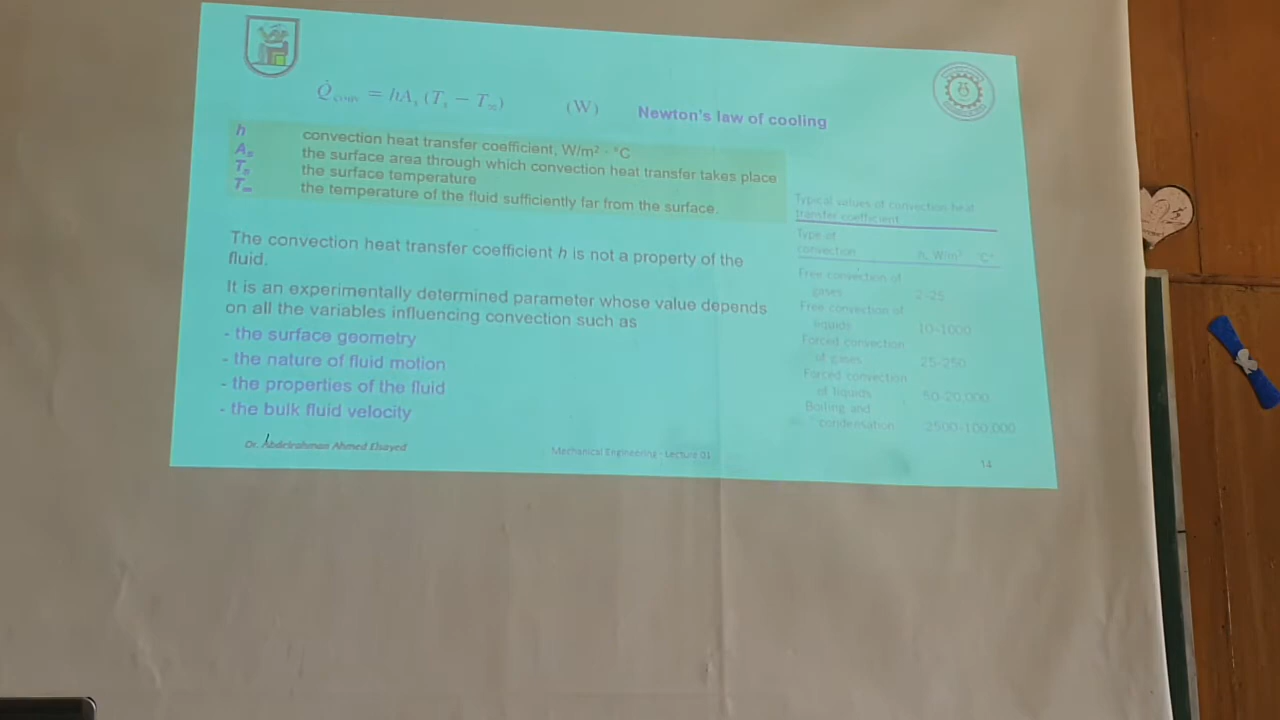 Q̇conv = hAs (Ts − T∞) (W) Newton's law of cooling
h convection heat transfer coefficient, W/m² · °C
As the surface area through which convection heat transfer takes place
Ts the surface temperature
T∞ the temperature of the fluid sufficiently far from the surface.
The convection heat transfer coefficient h is not a property of the
fluid.
It is an experimentally determined parameter whose value depends
on all the variables influencing convection such as
- the surface geometry
- the nature of fluid motion
- the properties of the fluid
- the bulk fluid velocity
Typical values of convection heat
transfer coefficient
Type of
convection h, W/m² · °C*
Free convection of
gases 2–25
Free convection of
liquids 10–1000
Forced convection
of gases 25–250
Forced convection
of liquids 50–20,000
Boiling and
condensation 2500–100,000
Dr. Abdelrahman Ahmed Elsayed
Mechanical Engineering - Lecture 01
14